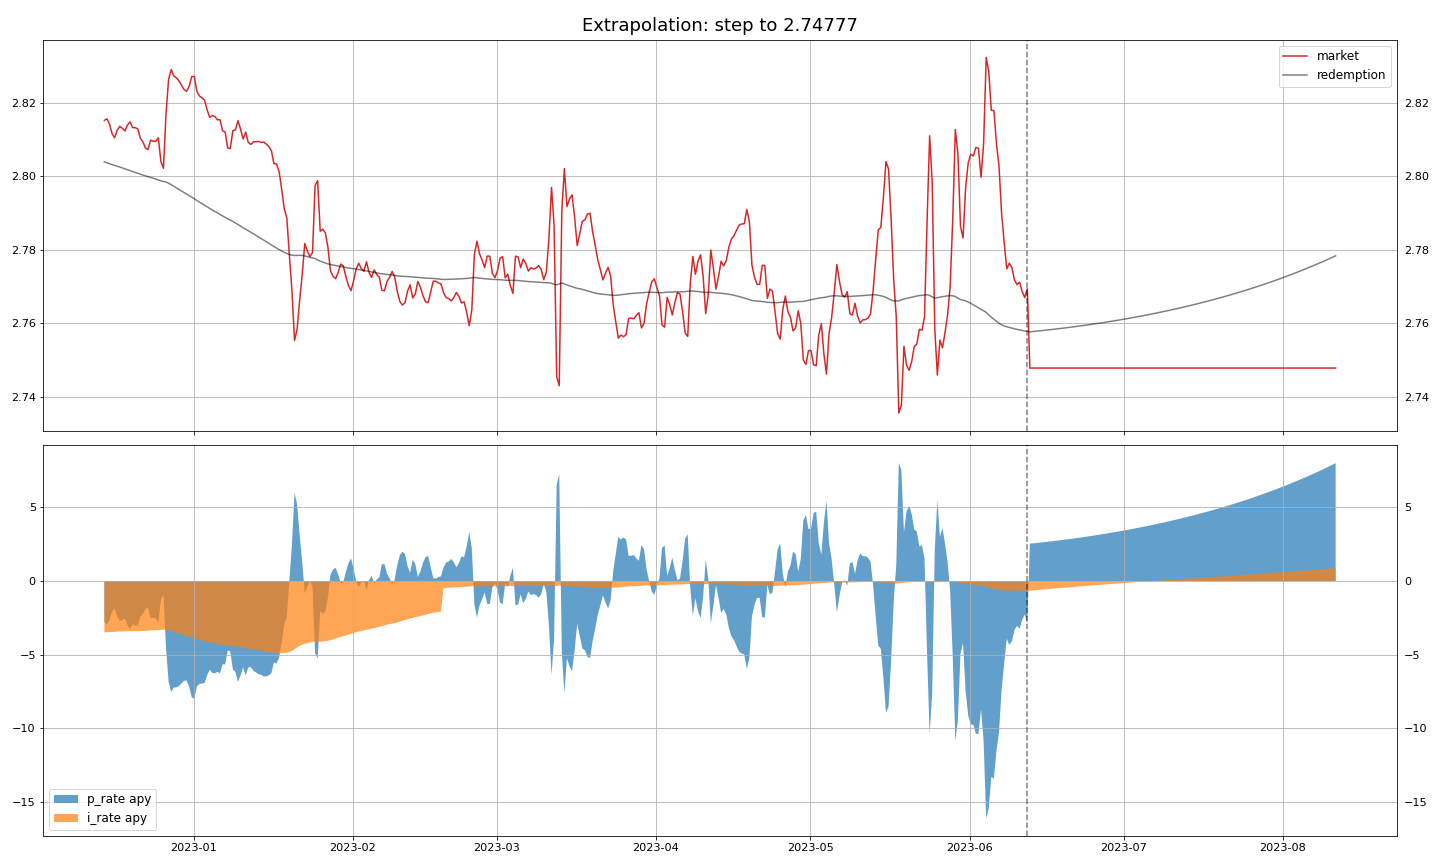 Extrapolation: step to 2.74777
market
redemption
2.82 2.82
2.80 2.80
2.78 2.78
2.76 2.76
2.74 2.74
5 5
0 0
−5 −5
−10 −10
−15 −15
p_rate apy
i_rate apy
2023-01 2023-02 2023-03 2023-04 2023-05 2023-06 2023-07 2023-08